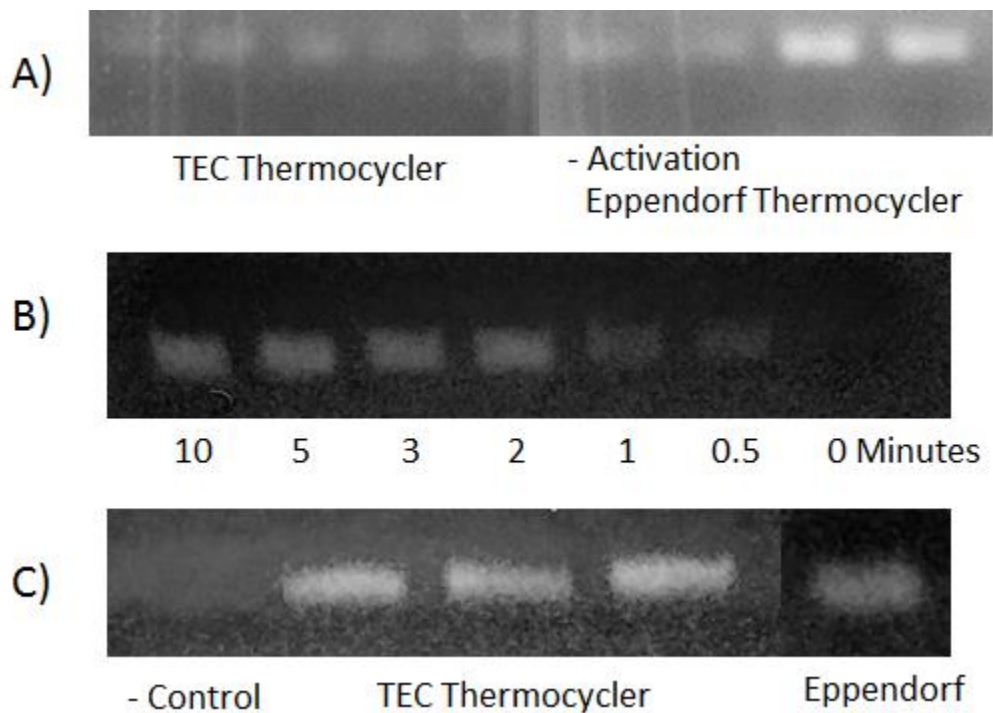 A)
TEC Thermocycler
- Activation
Eppendorf Thermocycler
B)
10 5 3 2 1 0.5 0 Minutes
C)
- Control TEC Thermocycler Eppendorf